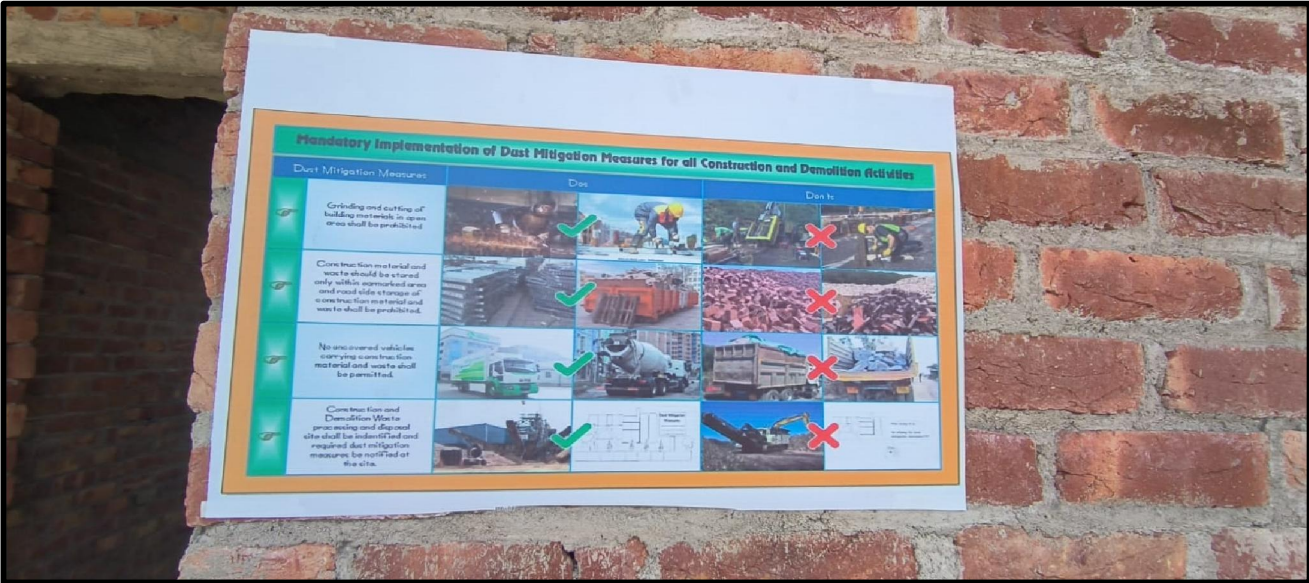 Mandatory Implementation of Dust Mitigation Measures for all Construction and Demolition Activities
Dust Mitigation Measures
Dos
Don ts
Grinding and cutting of
building materials in open
area shall be prohibited
Construction material and
waste should be stored
only within earmarked area
and road side storage of
construction material and
waste shall be prohibited.
No uncovered vehicles
carrying construction
material and waste shall
be permitted.
Construction and
Demolition Waste
processing and disposal
site shall be indentified and
required dust mitigation
measures be notified at
the site.
Dust Mitigation
Measures